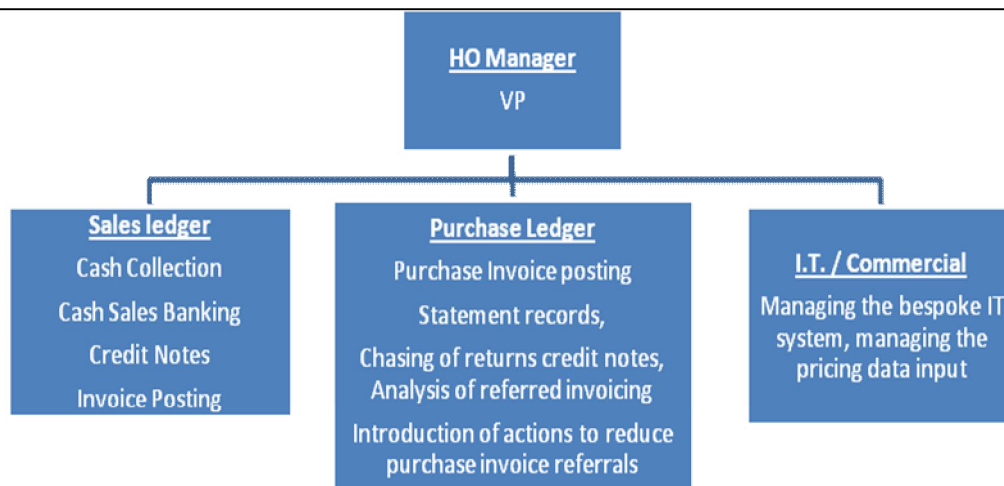 HO Manager
VP
Sales ledger
Cash Collection
Cash Sales Banking
Credit Notes
Invoice Posting
Purchase Ledger
Purchase Invoice posting
Statement records,
Chasing of returns credit notes,
Analysis of referred invoicing
Introduction of actions to reduce
purchase invoice referrals
I.T. / Commercial
Managing the bespoke IT
system, managing the
pricing data input